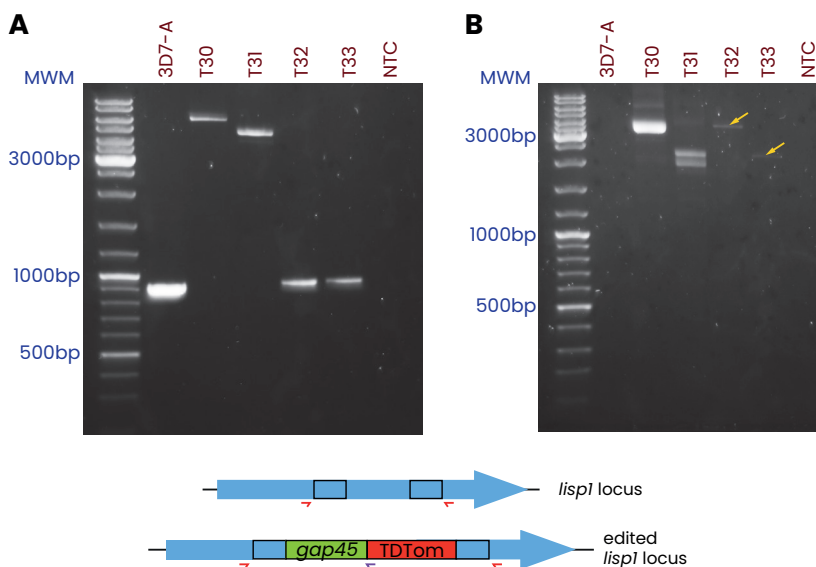 A
B
3D7-A T30 T31 T32 T33 NTC
3D7-A T30 T31 T32 T33 NTC
MWM
MWM
3000bp
1000bp
500bp
3000bp
1000bp
500bp
lisp1 locus
gap45 TDTom
edited
lisp1 locus